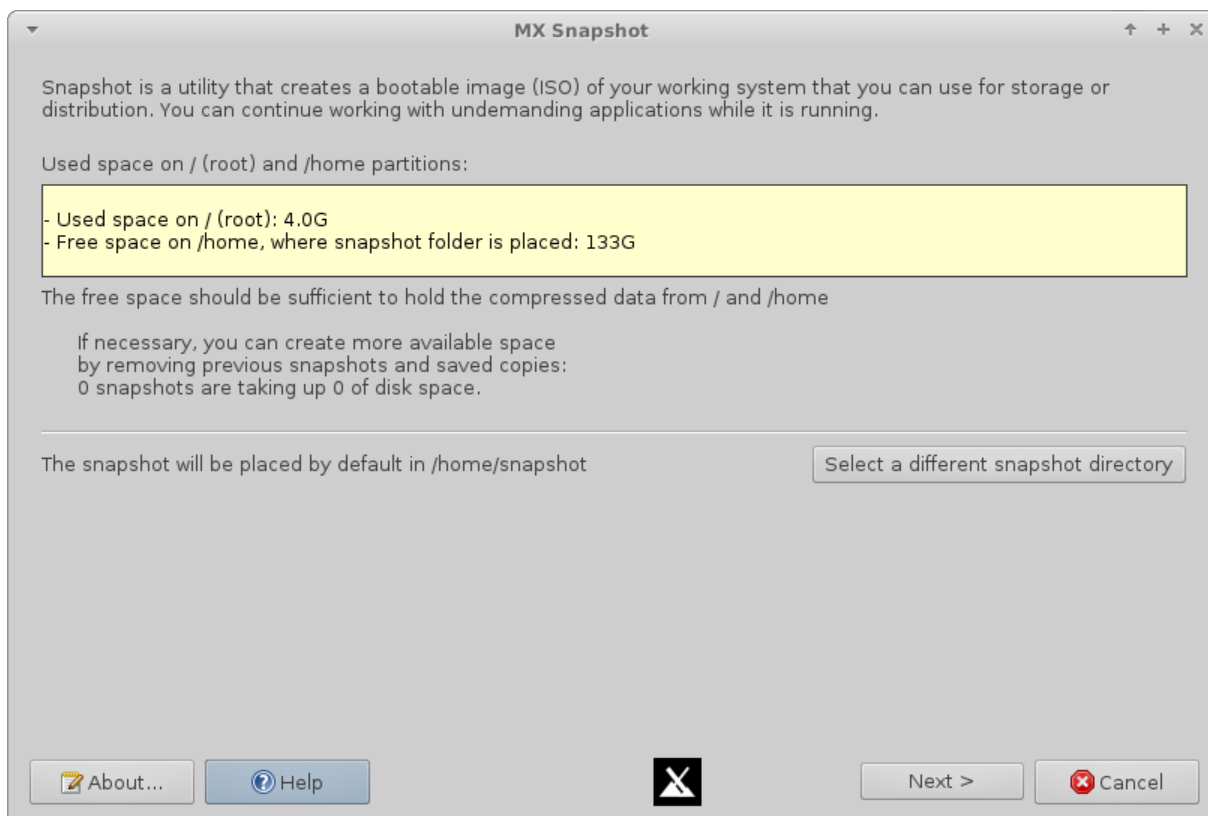 MX Snapshot
Snapshot is a utility that creates a bootable image (ISO) of your working system that you can use for storage or
distribution. You can continue working with undemanding applications while it is running.
Used space on / (root) and /home partitions:
- Used space on / (root): 4.0G
- Free space on /home, where snapshot folder is placed: 133G
The free space should be sufficient to hold the compressed data from / and /home
If necessary, you can create more available space
by removing previous snapshots and saved copies:
0 snapshots are taking up 0 of disk space.
The snapshot will be placed by default in /home/snapshot
Select a different snapshot directory
About...
Help
Next >
Cancel